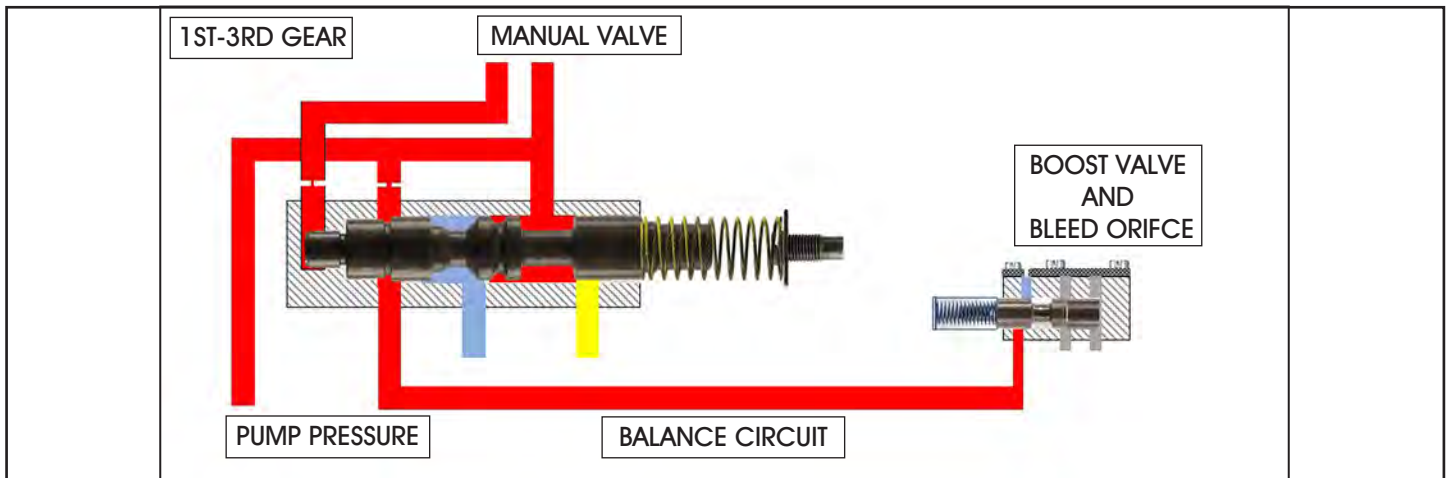 1ST-3RD GEAR
MANUAL VALVE
BOOST VALVE
AND
BLEED ORIFCE
PUMP PRESSURE
BALANCE CIRCUIT